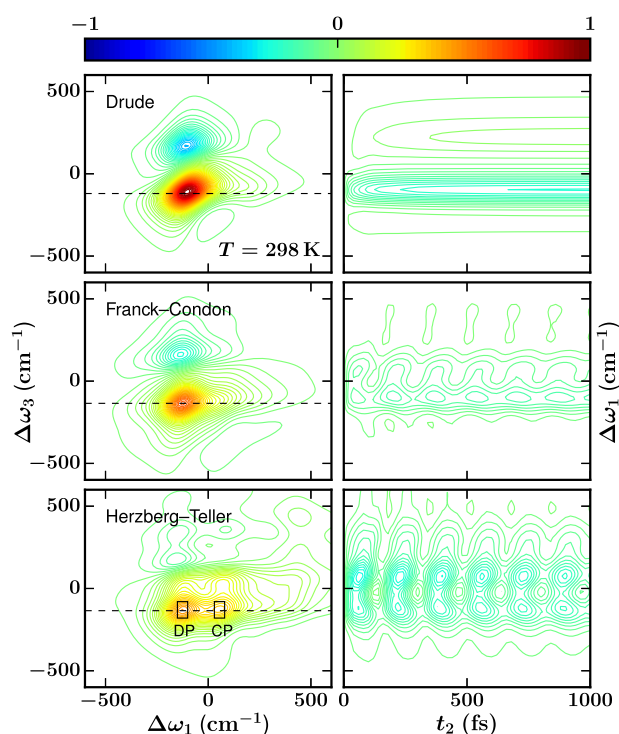 −1 0 1
500
Drude
0
−500
T = 298 K
500
Franck–Condon
0
−500
Δω3 (cm−1)
Δω1 (cm−1)
500
Herzberg–Teller
0
DP CP
−500
−500 0 500
0 500 1000
Δω1 (cm−1)
t2 (fs)